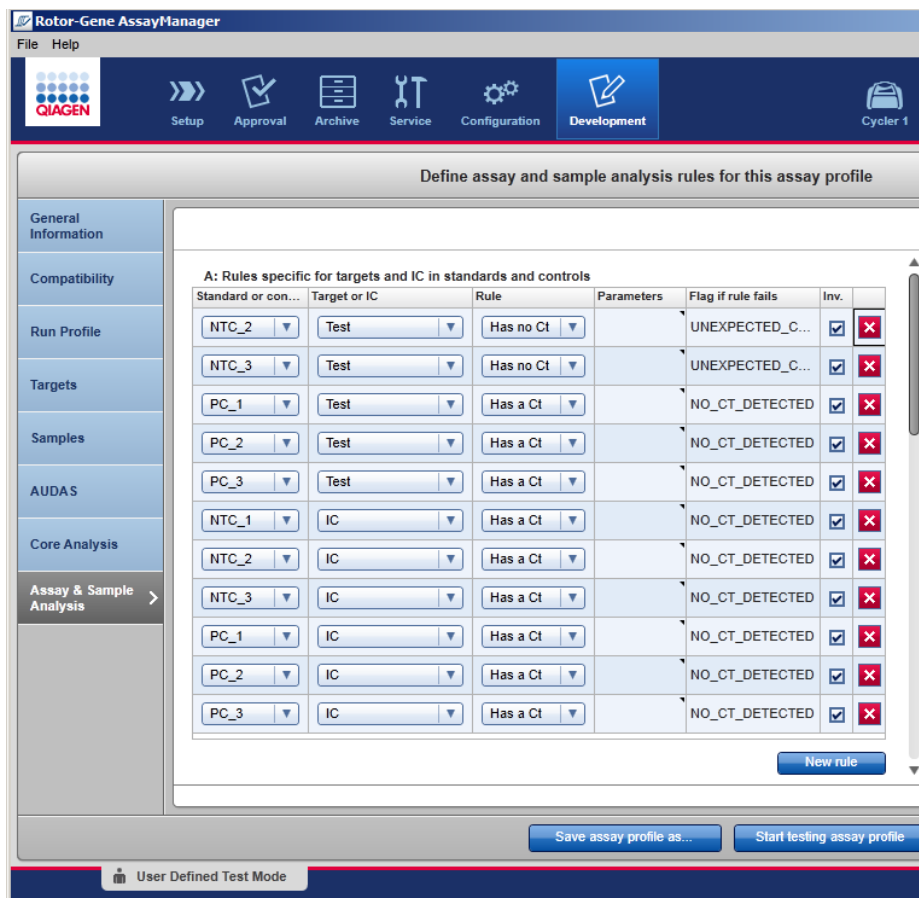 Rotor-Gene AssayManager
File Help
QIAGEN
Setup Approval Archive Service Configuration Development Cycler 1
Define assay and sample analysis rules for this assay profile
General
Information
Compatibility
Run Profile
Targets
Samples
AUDAS
Core Analysis
Assay & Sample
Analysis
A: Rules specific for targets and IC in standards and controls
Standard or con... Target or IC Rule Parameters Flag if rule fails Inv.
NTC_2 Test Has no Ct UNEXPECTED_C...
NTC_3 Test Has no Ct UNEXPECTED_C...
PC_1 Test Has a Ct NO_CT_DETECTED
PC_2 Test Has a Ct NO_CT_DETECTED
PC_3 Test Has a Ct NO_CT_DETECTED
NTC_1 IC Has a Ct NO_CT_DETECTED
NTC_2 IC Has a Ct NO_CT_DETECTED
NTC_3 IC Has a Ct NO_CT_DETECTED
PC_1 IC Has a Ct NO_CT_DETECTED
PC_2 IC Has a Ct NO_CT_DETECTED
PC_3 IC Has a Ct NO_CT_DETECTED
New rule
Save assay profile as... Start testing assay profile
User Defined Test Mode